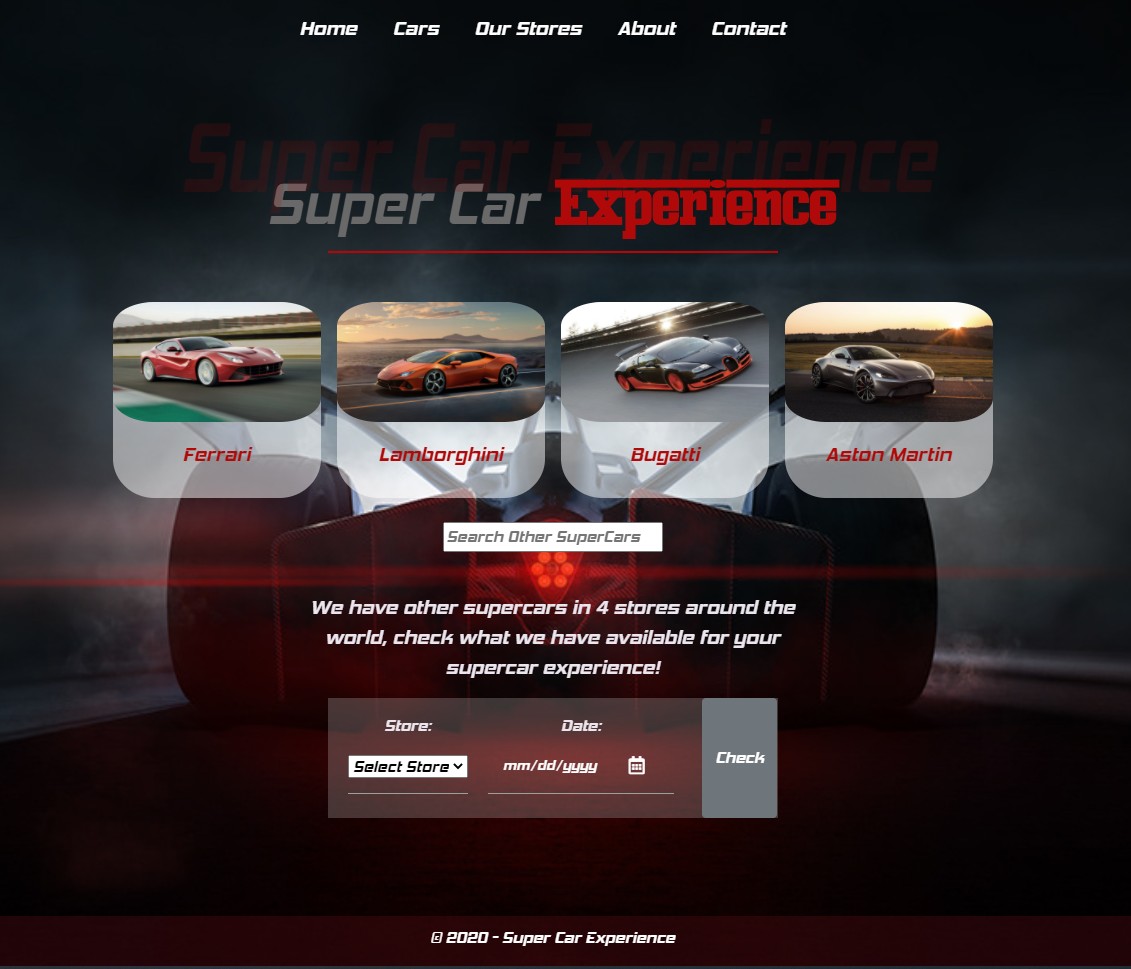 Home Cars Our Stores About Contact
Super Car Experience
Super Car Experience
Ferrari Lamborghini Bugatti Aston Martin
Search Other SuperCars
We have other supercars in 4 stores around the
world, check what we have available for your
supercar experience!
Store: Date:
Select Store mm/dd/yyyy Check
© 2020 - Super Car Experience